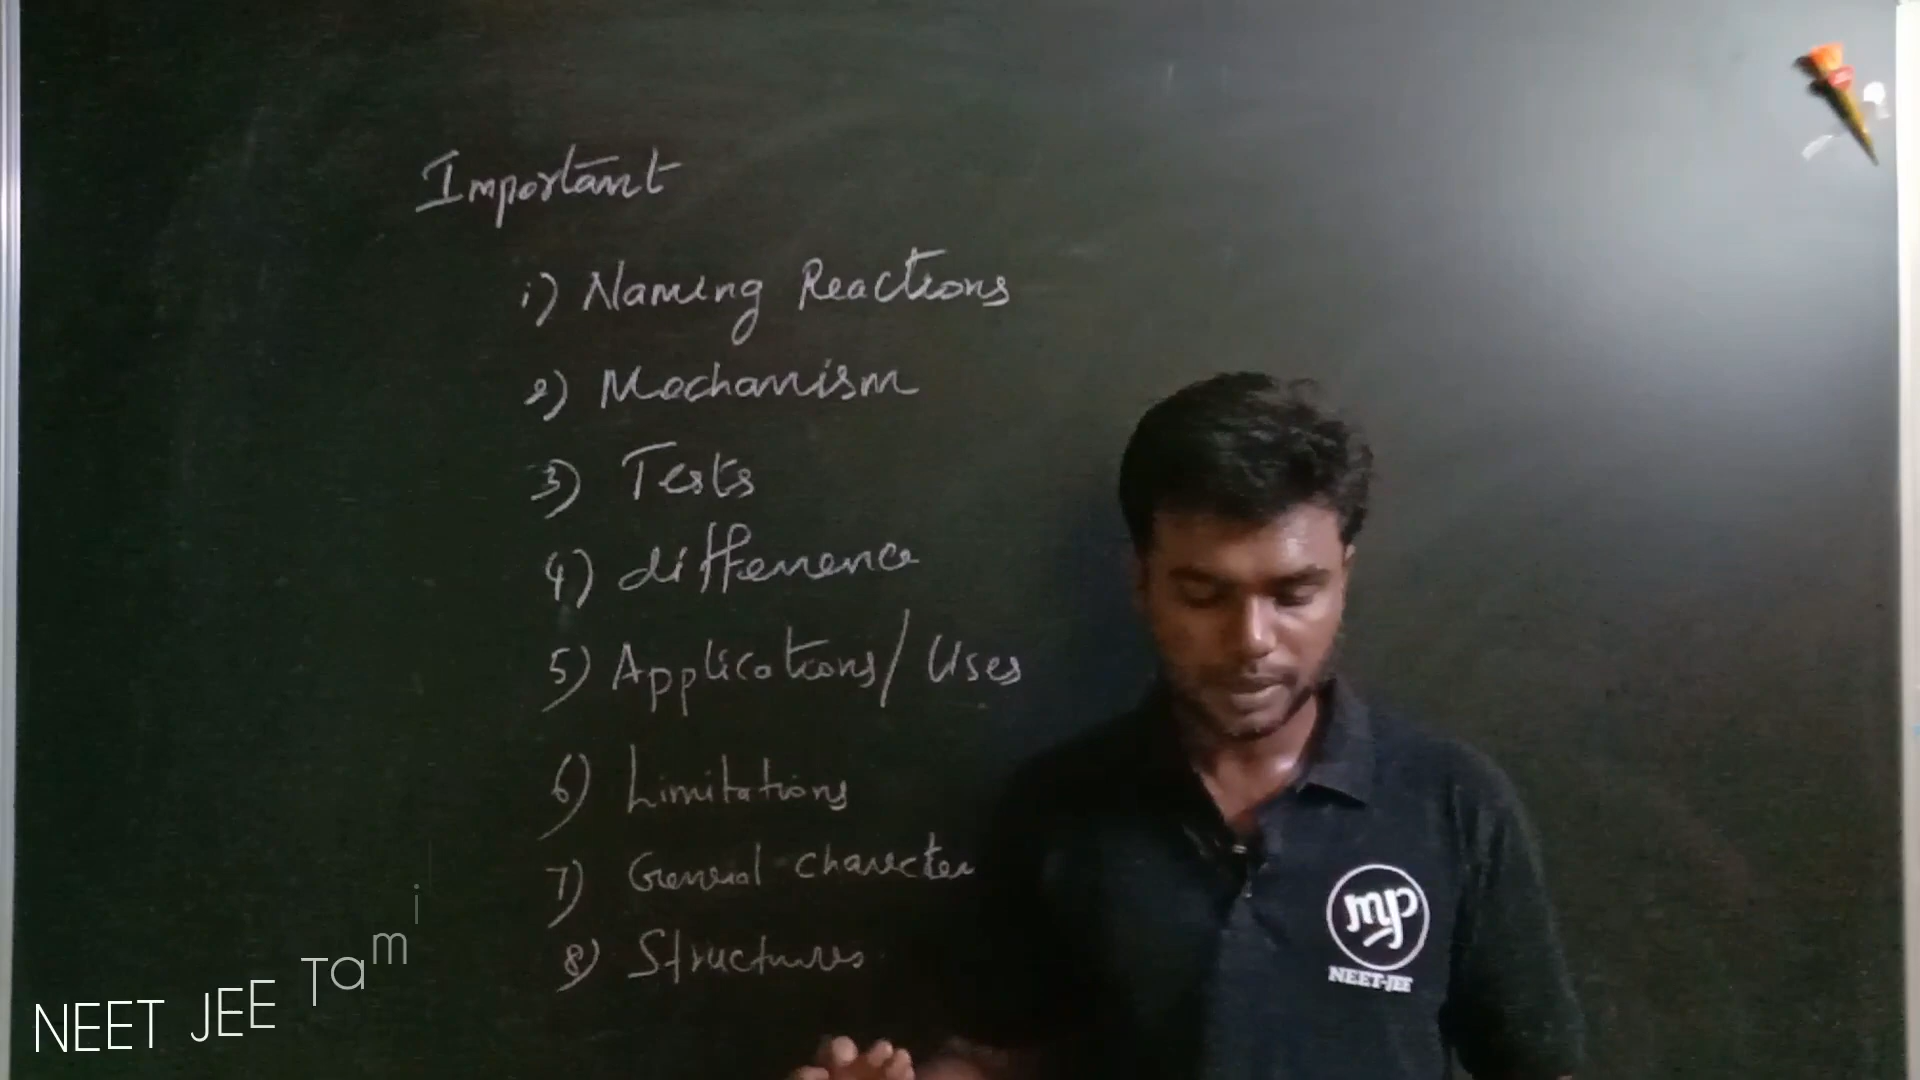 Important
1) Naming Reactions
2) Mechanism
3) Tests
4) difference
5) Applications/ Uses
6) Limitations
7) General character
8) Structures
mp
NEET-JEE
NEET JEE Tami